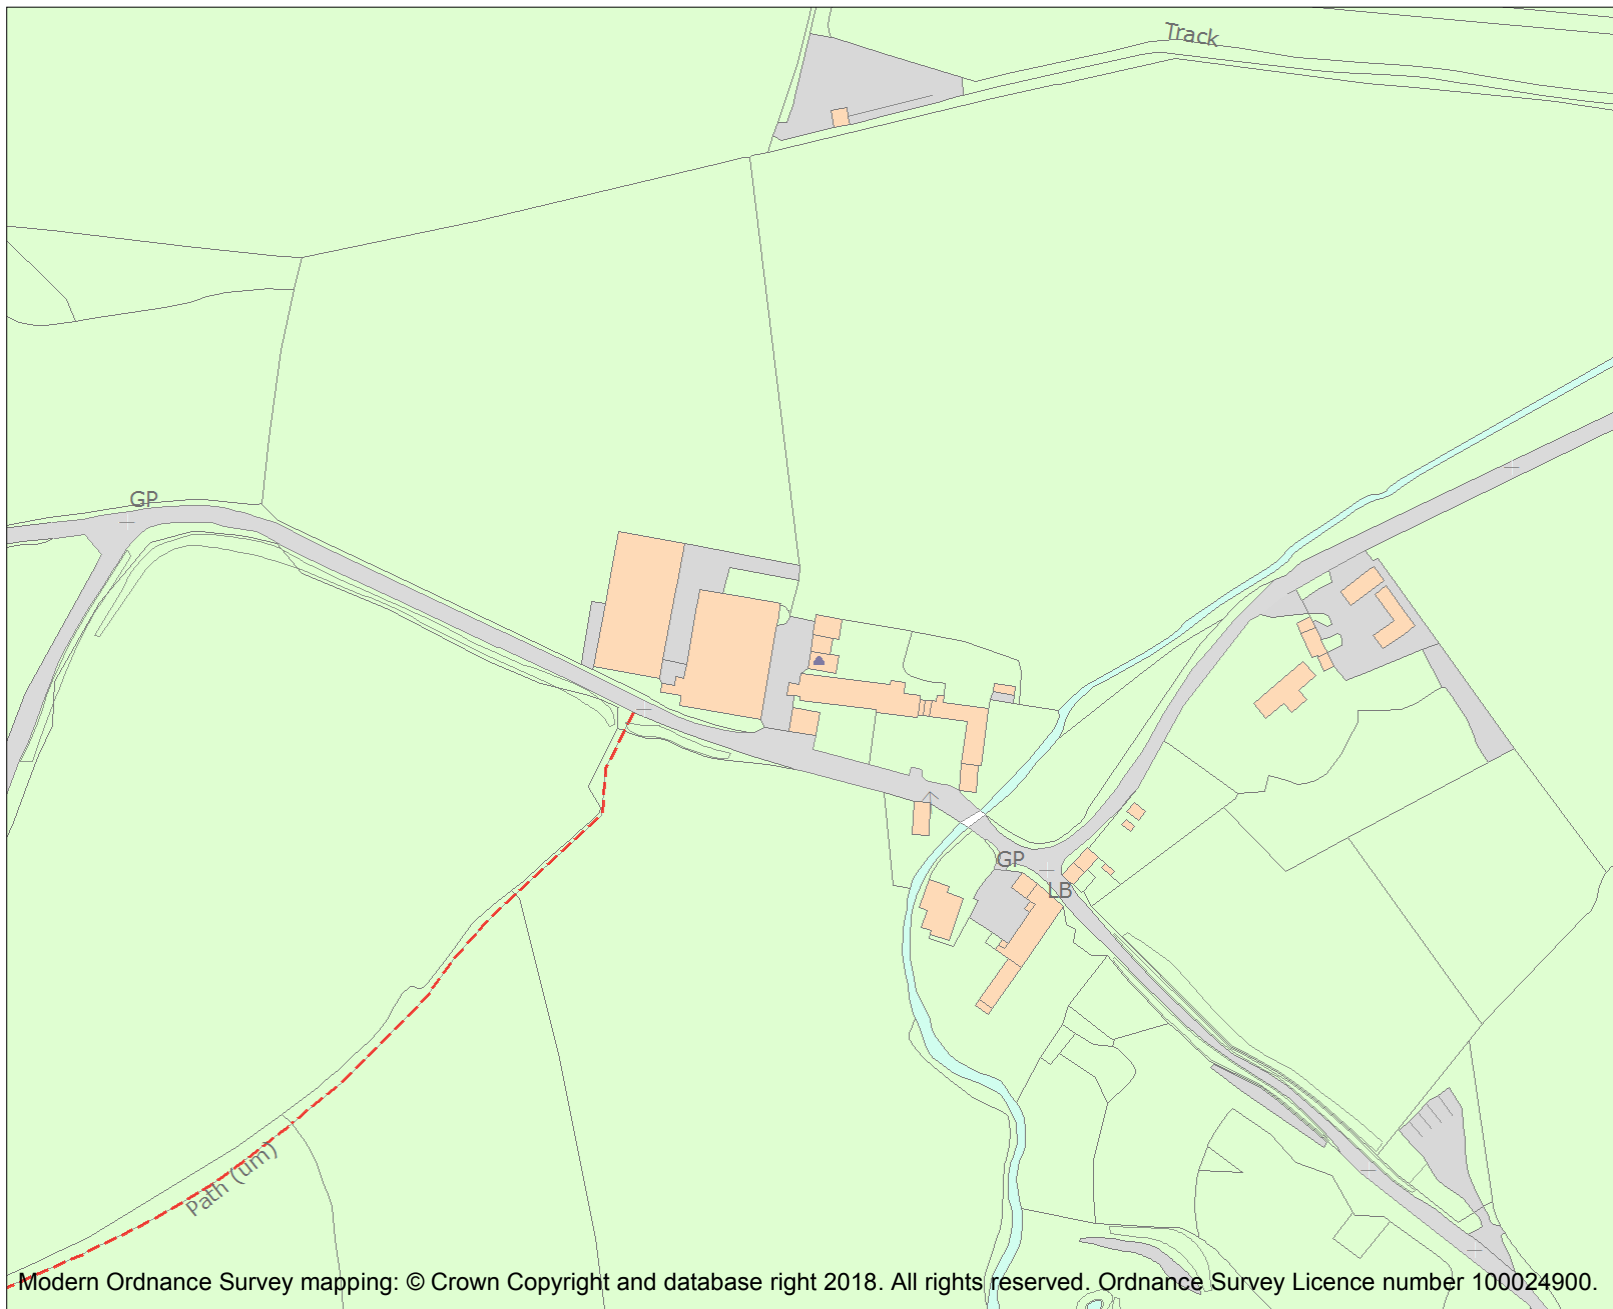 Track
GP
GP
LB
Path (um)
Modern Ordnance Survey mapping: © Crown Copyright and database right 2018. All rights reserved. Ordnance Survey Licence number 100024900.